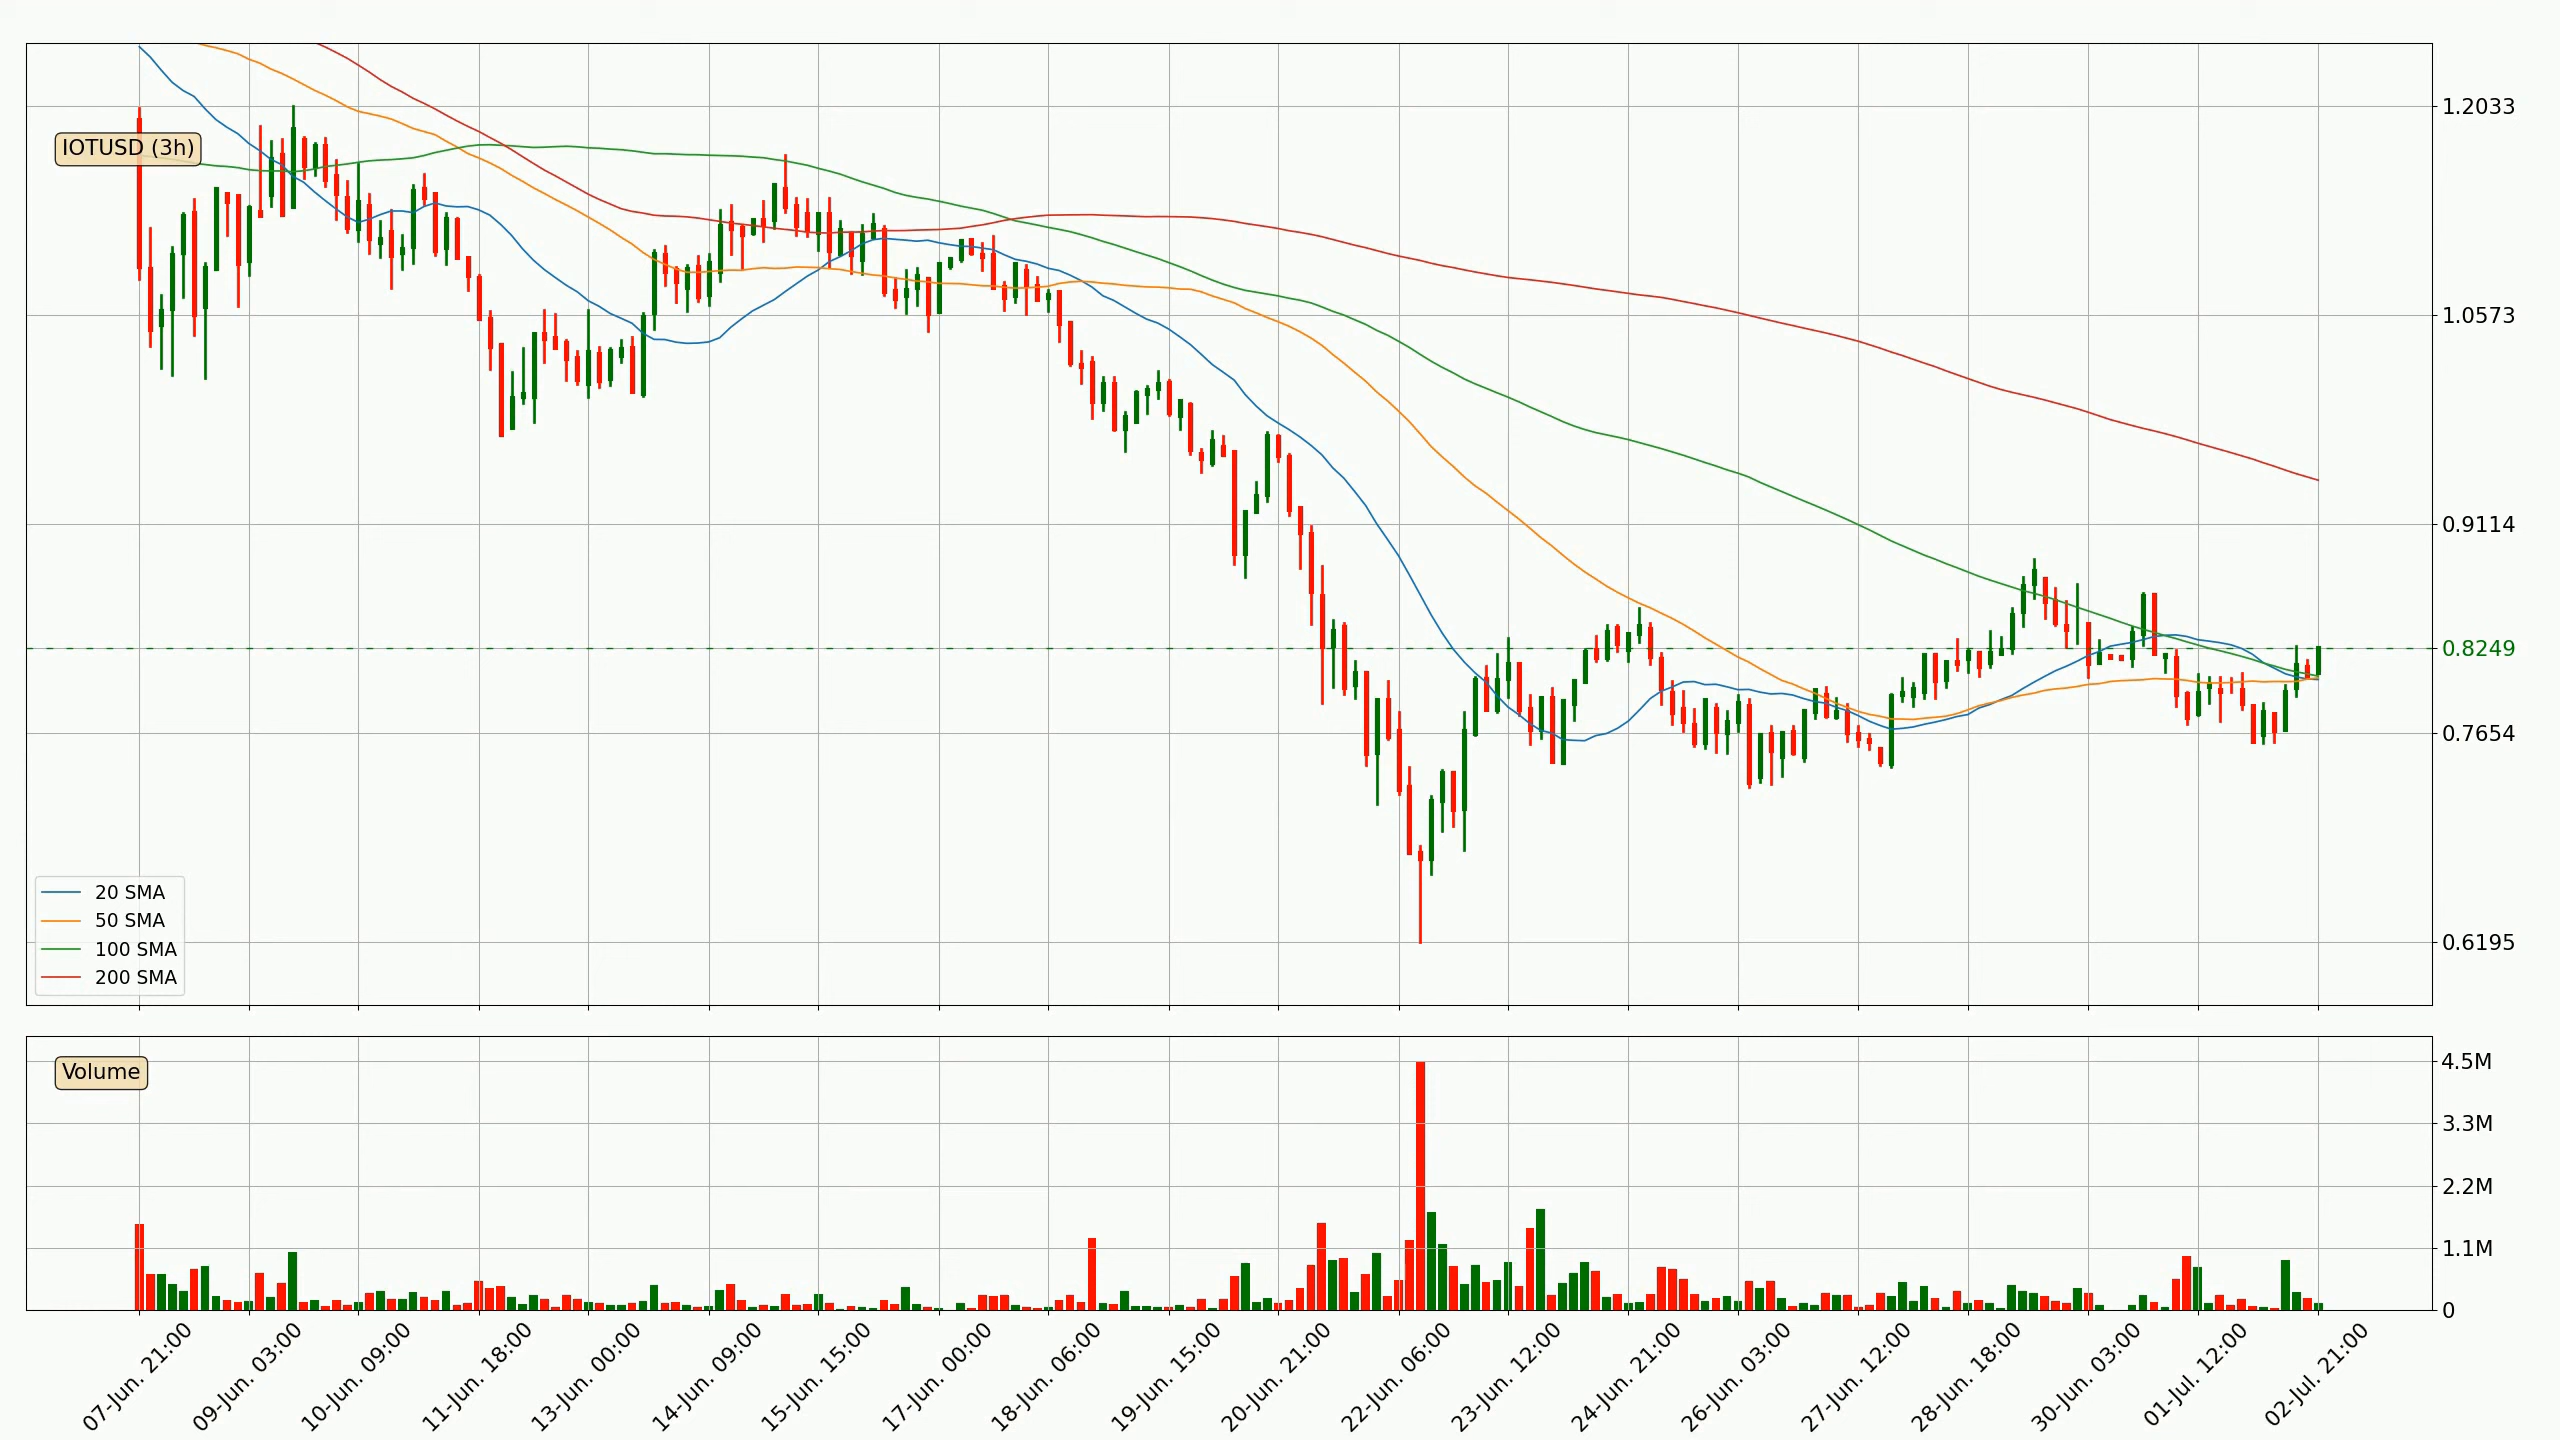 IOTUSD (3h)
1.2033
1.0573
0.9114
0.8249
0.7654
0.6195
20 SMA
50 SMA
100 SMA
200 SMA
Volume
4.5M
3.3M
2.2M
1.1M
0
07-Jun. 21:00
09-Jun. 03:00
10-Jun. 09:00
11-Jun. 18:00
13-Jun. 00:00
14-Jun. 09:00
15-Jun. 15:00
17-Jun. 00:00
18-Jun. 06:00
19-Jun. 15:00
20-Jun. 21:00
22-Jun. 06:00
23-Jun. 12:00
24-Jun. 21:00
26-Jun. 03:00
27-Jun. 12:00
28-Jun. 18:00
30-Jun. 03:00
01-Jul. 12:00
02-Jul. 21:00